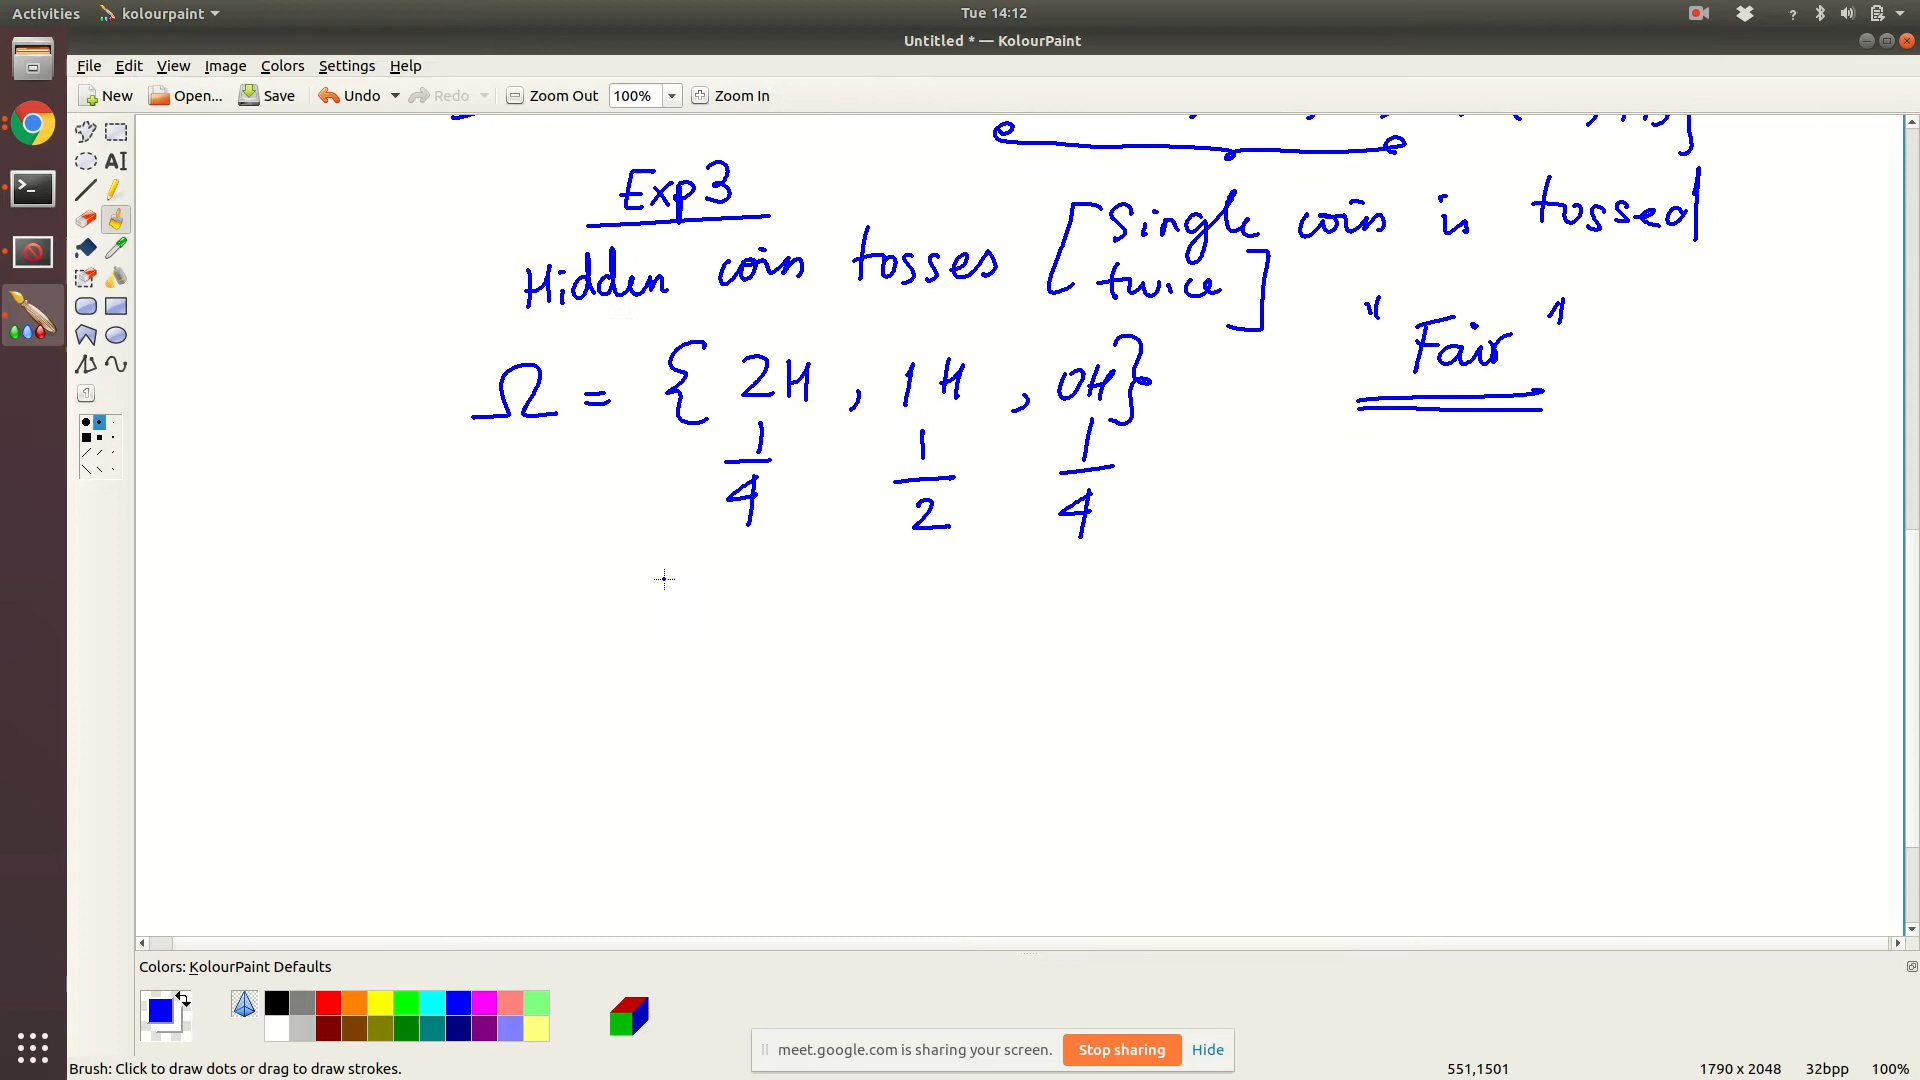 Activities kolourpaint Tue 14:12
Untitled * — KolourPaint
File Edit View Image Colors Settings Help
New Open... Save Undo Redo Zoom Out 100% Zoom In
Exp3
Hidden coin tosses [Single coin is tossed
twice]
"Fair"
Ω = { 2H , 1H , 0H }
1/4 1/2 1/4
Colors: KolourPaint Defaults
meet.google.com is sharing your screen. Stop sharing Hide
Brush: Click to draw dots or drag to draw strokes. 551,1501 1790 x 2048 32bpp 100%